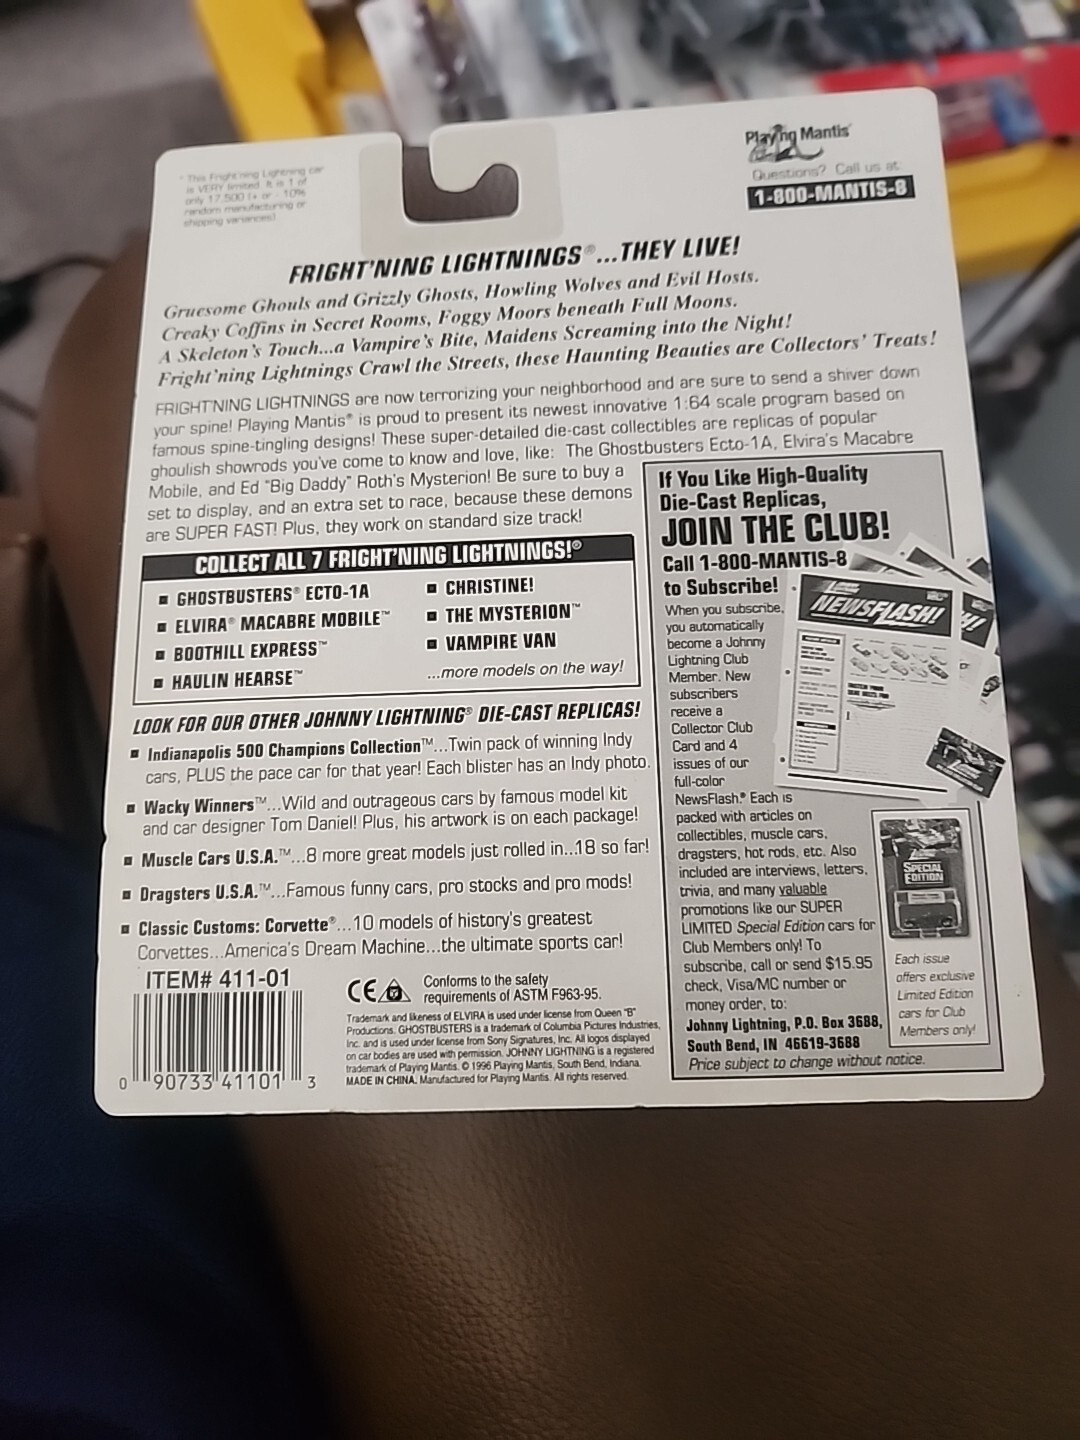 * This Fright'ning Lightning car
is VERY limited. It is 1 of
only 17,500 (+ or - 10%
random manufacturing or
shipping variances)
Playing Mantis
Questions? Call us at
1-800-MANTIS-8
FRIGHT'NING LIGHTNINGS®...THEY LIVE!
Gruesome Ghouls and Grizzly Ghosts, Howling Wolves and Evil Hosts.
Creaky Coffins in Secret Rooms, Foggy Moors beneath Full Moons.
A Skeleton's Touch...a Vampire's Bite, Maidens Screaming into the Night!
Fright'ning Lightnings Crawl the Streets, these Haunting Beauties are Collectors' Treats!
FRIGHT'NING LIGHTNINGS are now terrorizing your neighborhood and are sure to send a shiver down
your spine! Playing Mantis® is proud to present its newest innovative 1:64 scale program based on
famous spine-tingling designs! These super-detailed die-cast collectibles are replicas of popular
ghoulish showrods you've come to know and love, like: The Ghostbusters Ecto-1A, Elvira's Macabre
Mobile, and Ed "Big Daddy" Roth's Mysterion! Be sure to buy a
set to display, and an extra set to race, because these demons
are SUPER FAST! Plus, they work on standard size track!
COLLECT ALL 7 FRIGHT'NING LIGHTNINGS!®
■ GHOSTBUSTERS® ECTO-1A
■ ELVIRA® MACABRE MOBILE™
■ BOOTHILL EXPRESS™
■ HAULIN HEARSE™
■ CHRISTINE!
■ THE MYSTERION™
■ VAMPIRE VAN
...more models on the way!
LOOK FOR OUR OTHER JOHNNY LIGHTNING® DIE-CAST REPLICAS!
■ Indianapolis 500 Champions Collection™...Twin pack of winning Indy
cars, PLUS the pace car for that year! Each blister has an Indy photo.
■ Wacky Winners™...Wild and outrageous cars by famous model kit
and car designer Tom Daniel! Plus, his artwork is on each package!
■ Muscle Cars U.S.A.™...8 more great models just rolled in...18 so far!
■ Dragsters U.S.A.™...Famous funny cars, pro stocks and pro mods!
■ Classic Customs: Corvette®...10 models of history's greatest
Corvettes...America's Dream Machine...the ultimate sports car!
ITEM# 411-01
0 90733 41101 3
CE
Conforms to the safety
requirements of ASTM F963-95.
Trademark and likeness of ELVIRA is used under license from Queen "B"
Productions. GHOSTBUSTERS is a trademark of Columbia Pictures Industries,
Inc. and is used under license from Sony Signatures, Inc. All logos displayed
on car bodies are used with permission. JOHNNY LIGHTNING is a registered
trademark of Playing Mantis. © 1996 Playing Mantis, South Bend, Indiana.
MADE IN CHINA. Manufactured for Playing Mantis. All rights reserved.
If You Like High-Quality
Die-Cast Replicas,
JOIN THE CLUB!
Call 1-800-MANTIS-8
to Subscribe!
When you subscribe,
you automatically
become a Johnny
Lightning Club
Member. New
subscribers
receive a
Collector Club
Card and 4
issues of our
full-color
NewsFlash.® Each is
packed with articles on
collectibles, muscle cars,
dragsters, hot rods, etc. Also
included are interviews, letters,
trivia, and many valuable
promotions like our SUPER
LIMITED Special Edition cars for
Club Members only! To
subscribe, call or send $15.95
check, Visa/MC number or
money order, to:
Johnny Lightning, P.O. Box 3688,
South Bend, IN 46619-3688
Price subject to change without notice.
NEWSFLASH!
SPECIAL
EDITION
Each issue
offers exclusive
Limited Edition
cars for Club
Members only!